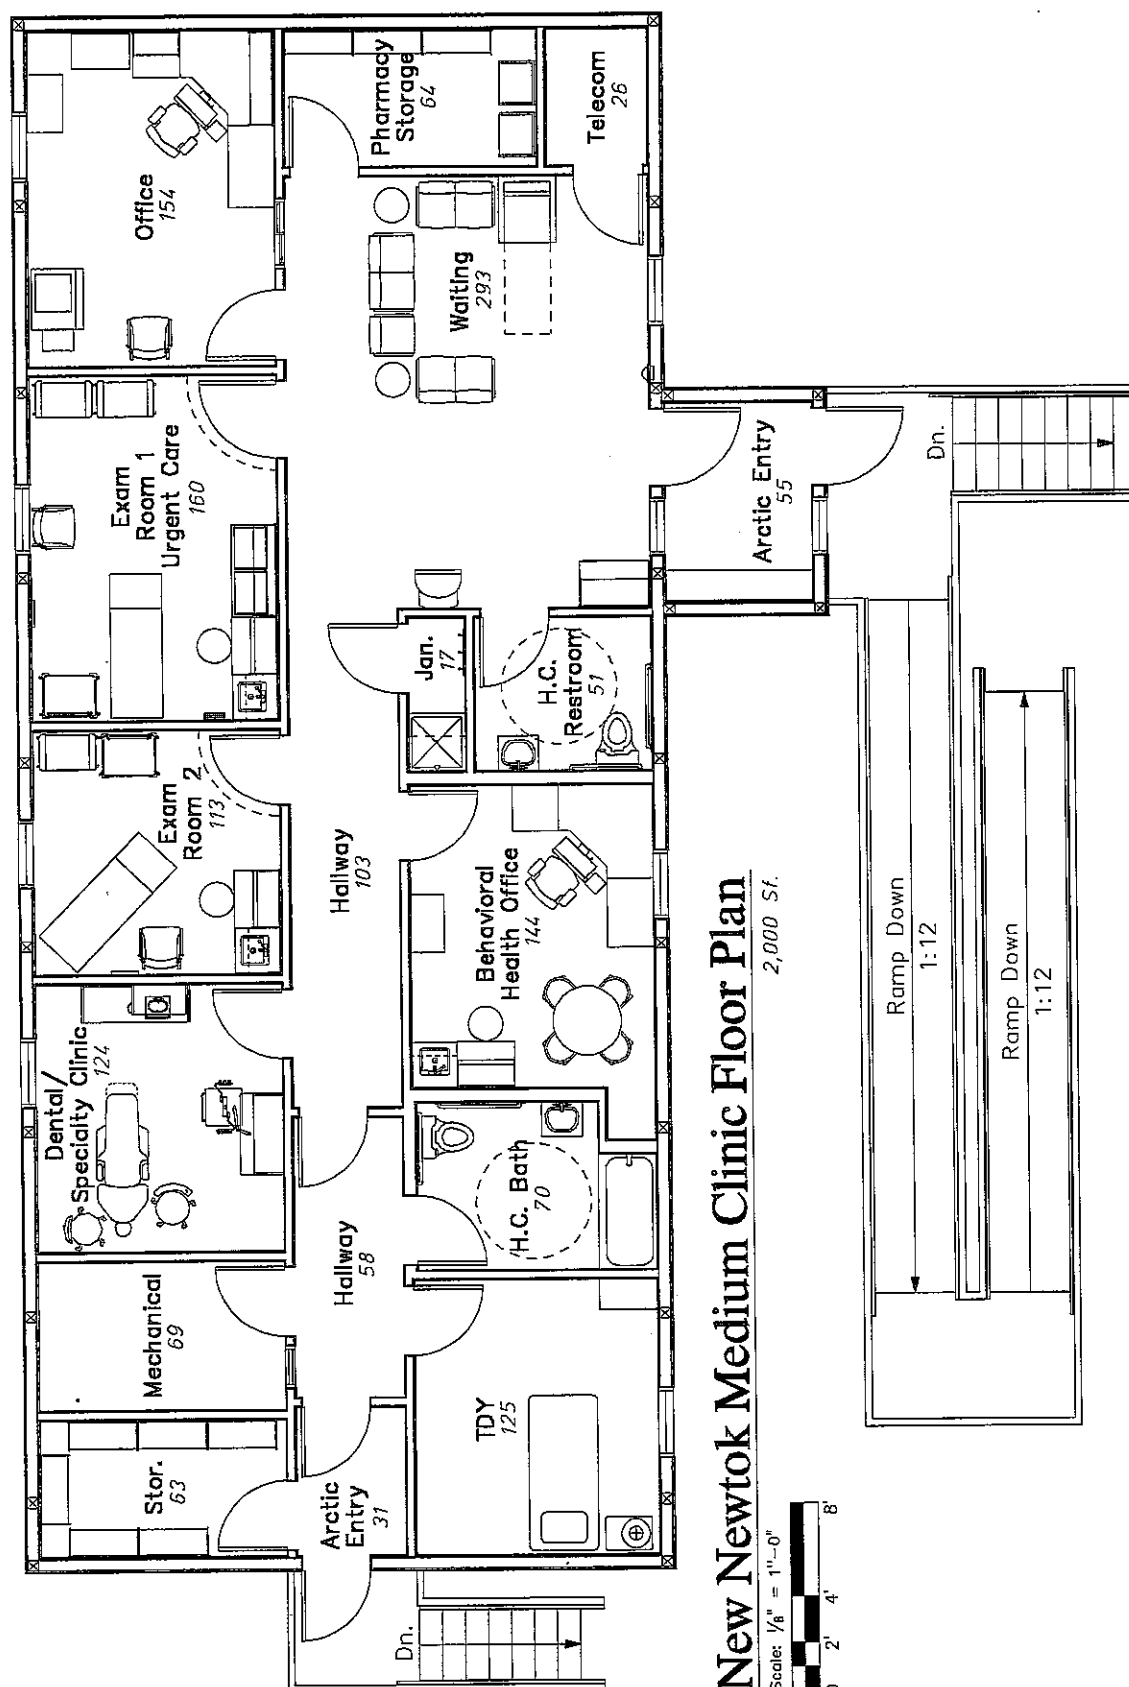 Stor.
63
Mechanical
69
Dental/
Specialty Clinic
124
Exam
Room 2
113
Exam
Room 1
Urgent Care
160
Office
154
Arctic
Entry
31
Hallway
58
Hallway
103
Pharmacy
Storage
64
Dn.
TDY
125
H.C. Bath
70
Behavioral
Health Office
144
Jan.
17
H.C.
Restroom
51
Waiting
293
Telecom
26
Arctic Entry
55
Dn.
New Newtok Medium Clinic Floor Plan
2,000 Sf.
Scale: 1/8" = 1'-0"
2' 4' 8'
Ramp Down
1:12
Ramp Down
1:12